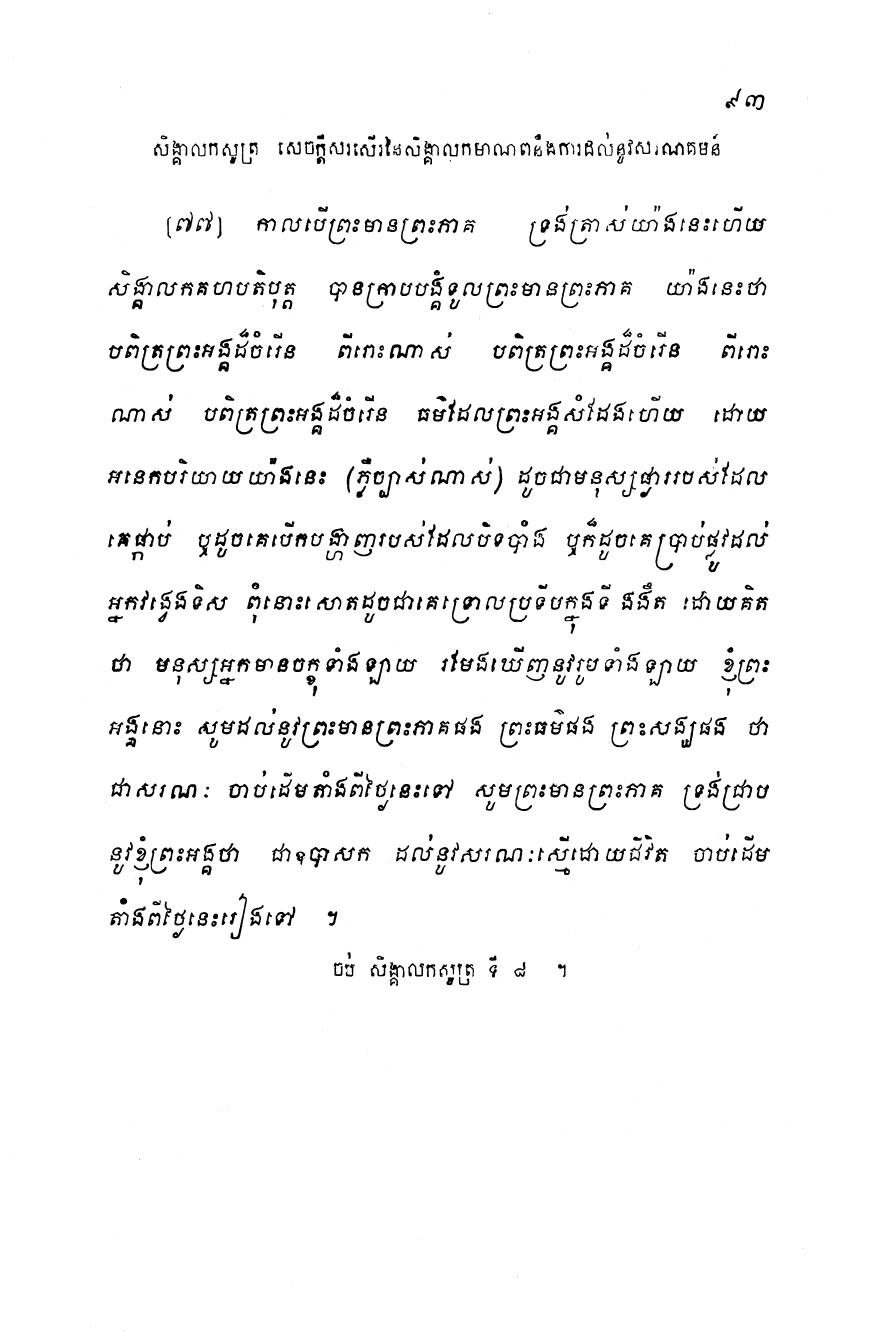 ៩៣
សិង្គាលកសូត្រ សេចក្តីសរសើរនៃសិង្គាលកមាណពនឹងការដល់នូវសរណគមន៍
[៧៧] កាលបើព្រះមានព្រះភាគ ទ្រង់ត្រាស់យ៉ាងនេះហើយ
សិង្គាលកគហបតិបុត្ត បានក្រាបបង្គំទូលព្រះមានព្រះភាគ យ៉ាងនេះថា
បពិត្រព្រះអង្គដ៏ចំរើន ពីរោះណាស់ បពិត្រព្រះអង្គដ៏ចំរើន ពីរោះ
ណាស់ បពិត្រព្រះអង្គដ៏ចំរើន ធម៌ដែលព្រះអង្គសំដែងហើយ ដោយ
អនេកបរិយាយយ៉ាងនេះ (ភ្លឺច្បាស់ណាស់) ដូចជាមនុស្សផ្ងាររបស់ដែល
គេផ្កាប់ ឬដូចគេបើកបង្ហាញរបស់ដែលបិទបាំង ឬក៏ដូចគេប្រាប់ផ្លូវដល់
អ្នកវង្វេងទិស ពុំនោះសោតដូចជាគេទ្រោលប្រទីបក្នុងទីងងឹត ដោយគិត
ថា មនុស្សអ្នកមានចក្ខុទាំងឡាយ រមែងឃើញនូវរូបទាំងឡាយ ខ្ញុំព្រះ
អង្គនោះ សូមដល់នូវព្រះមានព្រះភាគផង ព្រះធម៌ផង ព្រះសង្ឃផង ថា
ជាសរណៈ ចាប់ដើមតាំងពីថ្ងៃនេះទៅ សូមព្រះមានព្រះភាគ ទ្រង់ជ្រាប
នូវខ្ញុំព្រះអង្គថា ជាឧបាសក ដល់នូវសរណៈស្មើដោយជីវិត ចាប់ដើម
តាំងពីថ្ងៃនេះរៀងទៅ ។
ចប់ សិង្គាលកសូត្រ ទី ៨ ។